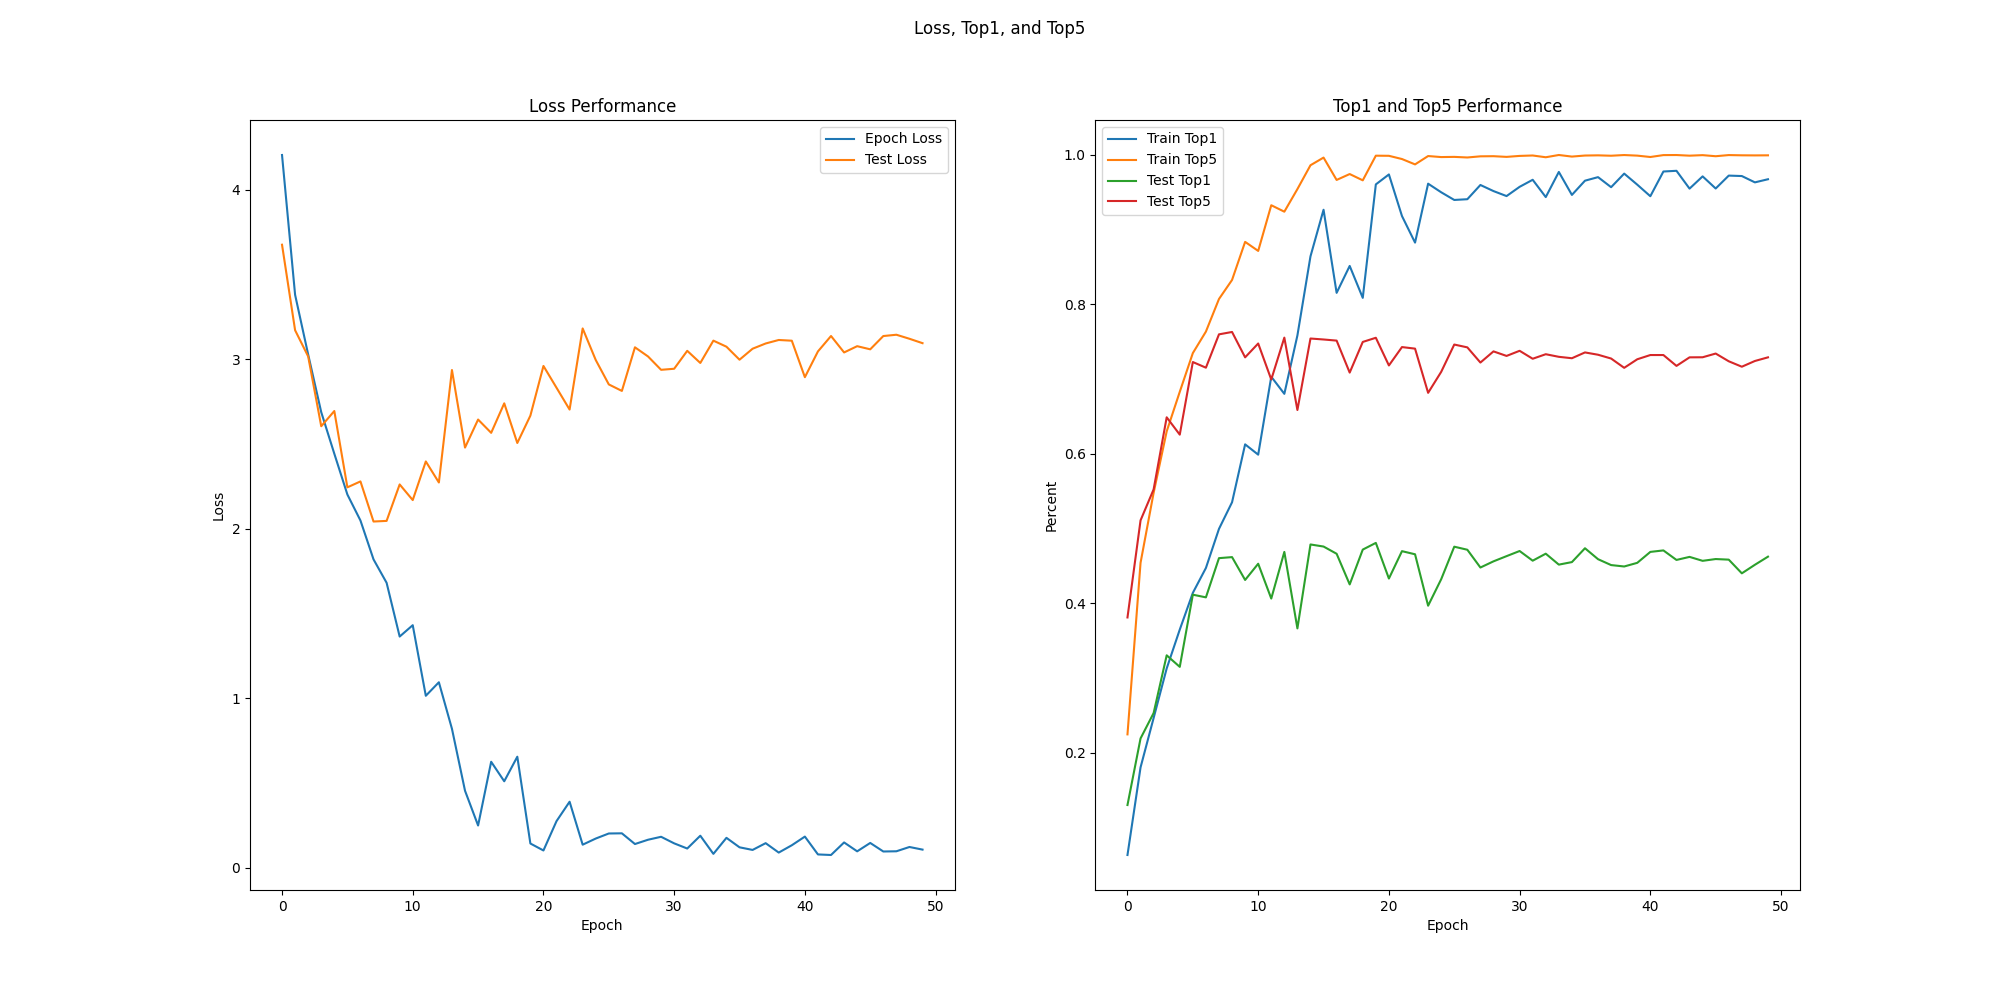 Loss, Top1, and Top5
Loss Performance
Epoch Loss
Test Loss
4
3
2
1
0
Loss
0 10 20 30 40 50
Epoch
Top1 and Top5 Performance
Train Top1
Train Top5
Test Top1
Test Top5
1.0
0.8
0.6
0.4
0.2
Percent
0 10 20 30 40 50
Epoch